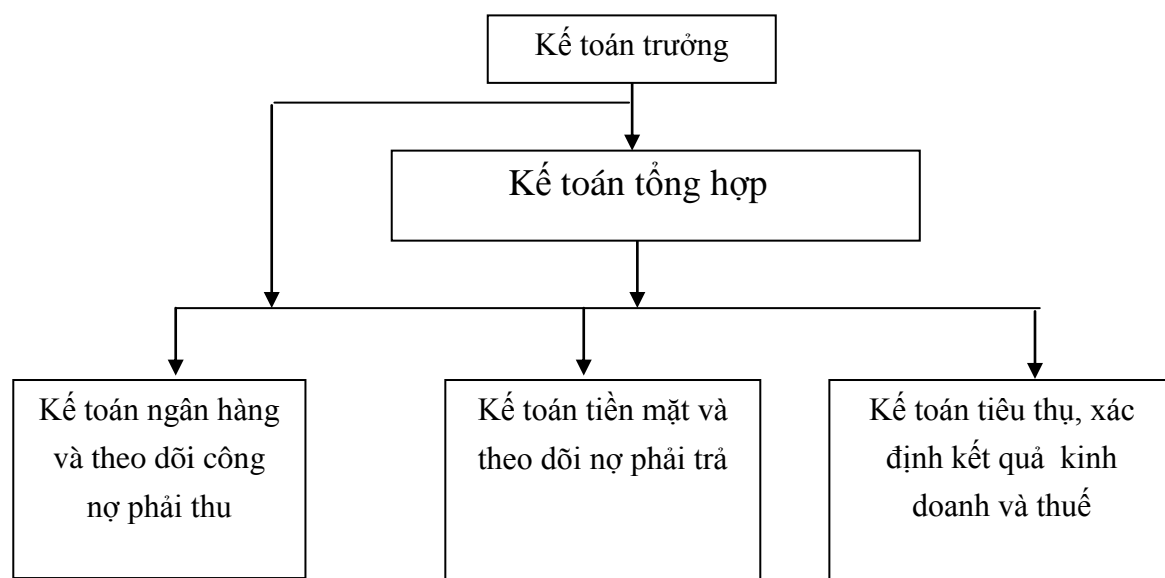 Kế toán trưởng
Kế toán tổng hợp
Kế toán ngân hàng
và theo dõi công
nợ phải thu
Kế toán tiền mặt và
theo dõi nợ phải trả
Kế toán tiêu thụ, xác
định kết quả kinh
doanh và thuế